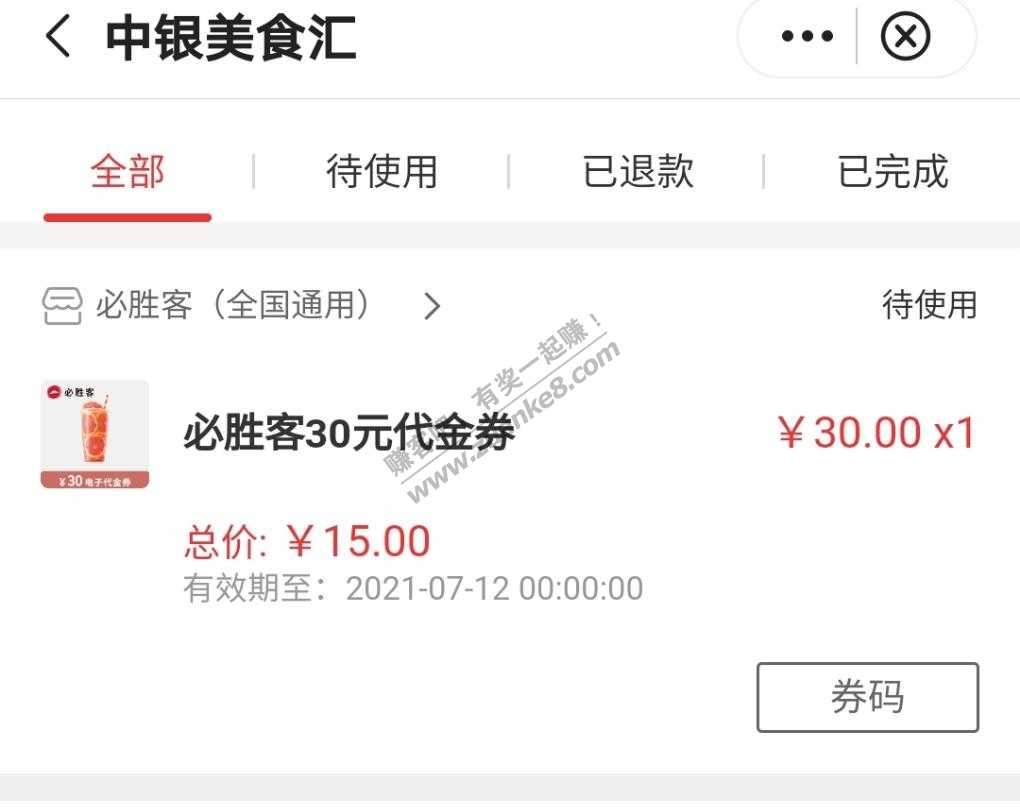 中银美食汇
全部
待使用
已退款
已完成
必胜客（全国通用）
待使用
必胜客
¥30电子代金券
必胜客30元代金券
￥30.00 x1
总价: ￥15.00
有效期至：2021-07-12 00:00:00
券码
赚客吧，有奖一起赚！
www.zuanke8.com